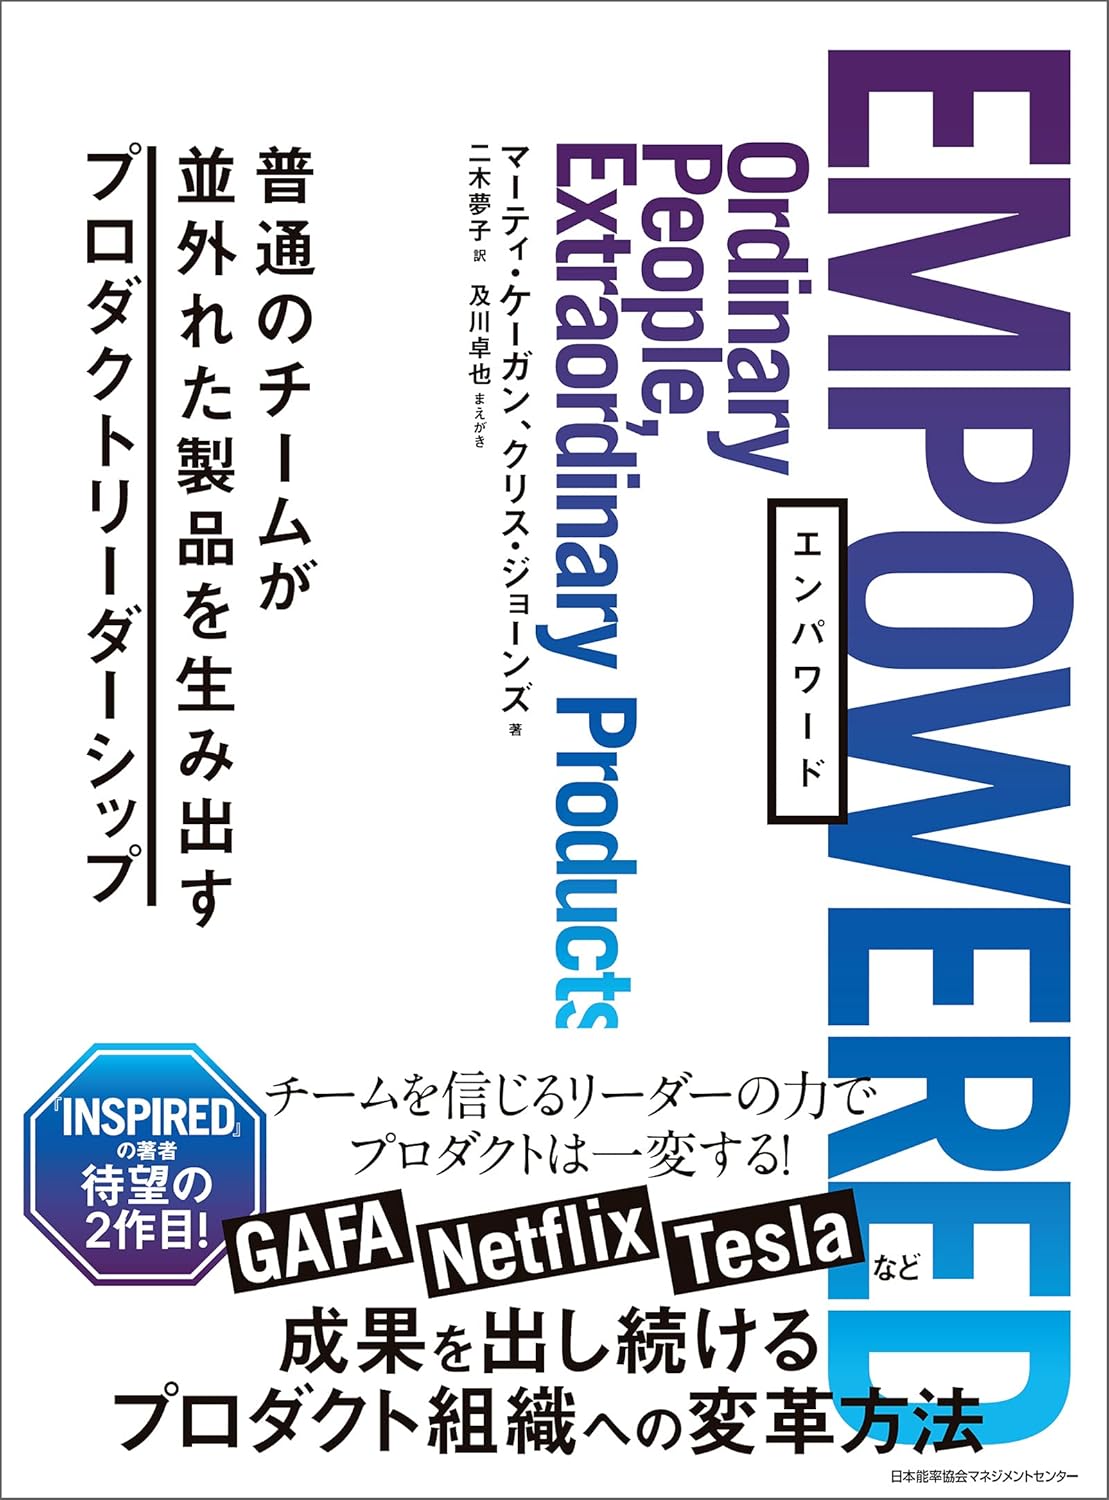 EMPOWERED
エンパワード
Ordinary
People,
Extraordinary Products
マーティ・ケーガン、クリス・ジョーンズ 著
二木夢子 訳 及川卓也 まえがき
普通のチームが
並外れた製品を生み出す
プロダクトリーダーシップ
『INSPIRED』
の著者
待望の
2作目!
チームを信じるリーダーの力で
プロダクトは一変する!
GAFA Netflix Tesla など
成果を出し続ける
プロダクト組織への変革方法
日本能率協会マネジメントセンター